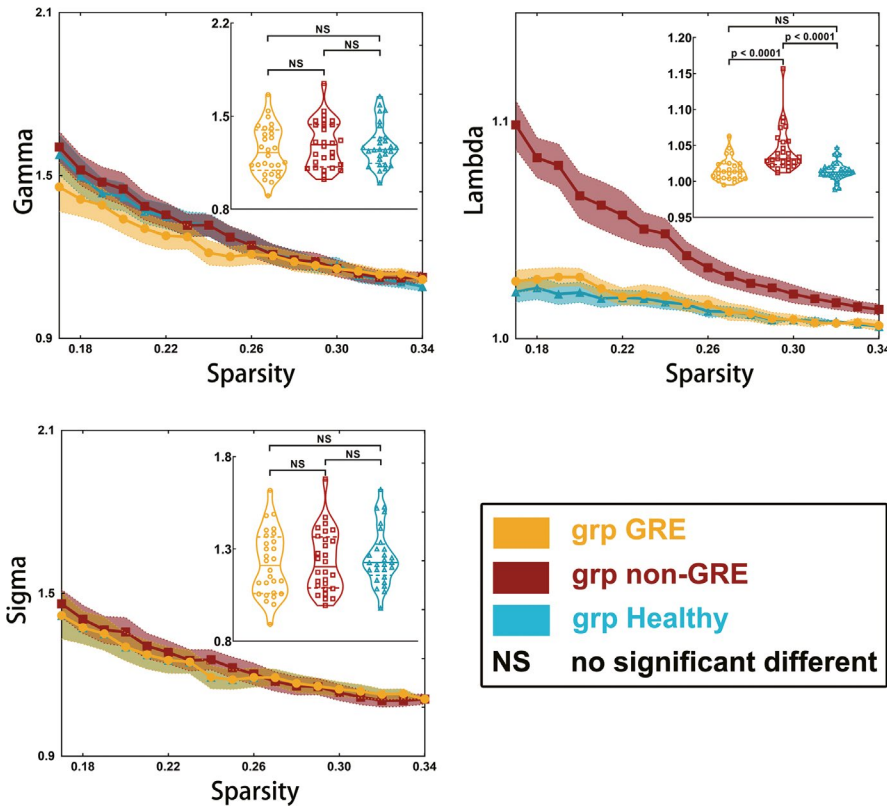 2.1
1.5
0.9
Gamma
0.18
0.22
0.26
0.30
0.34
Sparsity
2.2
1.5
0.8
NS
NS
NS
1.1
1.0
Lambda
0.18
0.22
0.26
0.30
0.34
Sparsity
1.20
1.15
1.10
1.05
1.00
0.95
NS
p < 0.0001
p < 0.0001
2.1
1.5
0.9
Sigma
0.18
0.22
0.26
0.30
0.34
Sparsity
1.8
1.3
0.8
NS
NS
NS
grp GRE
grp non-GRE
grp Healthy
NS no significant different